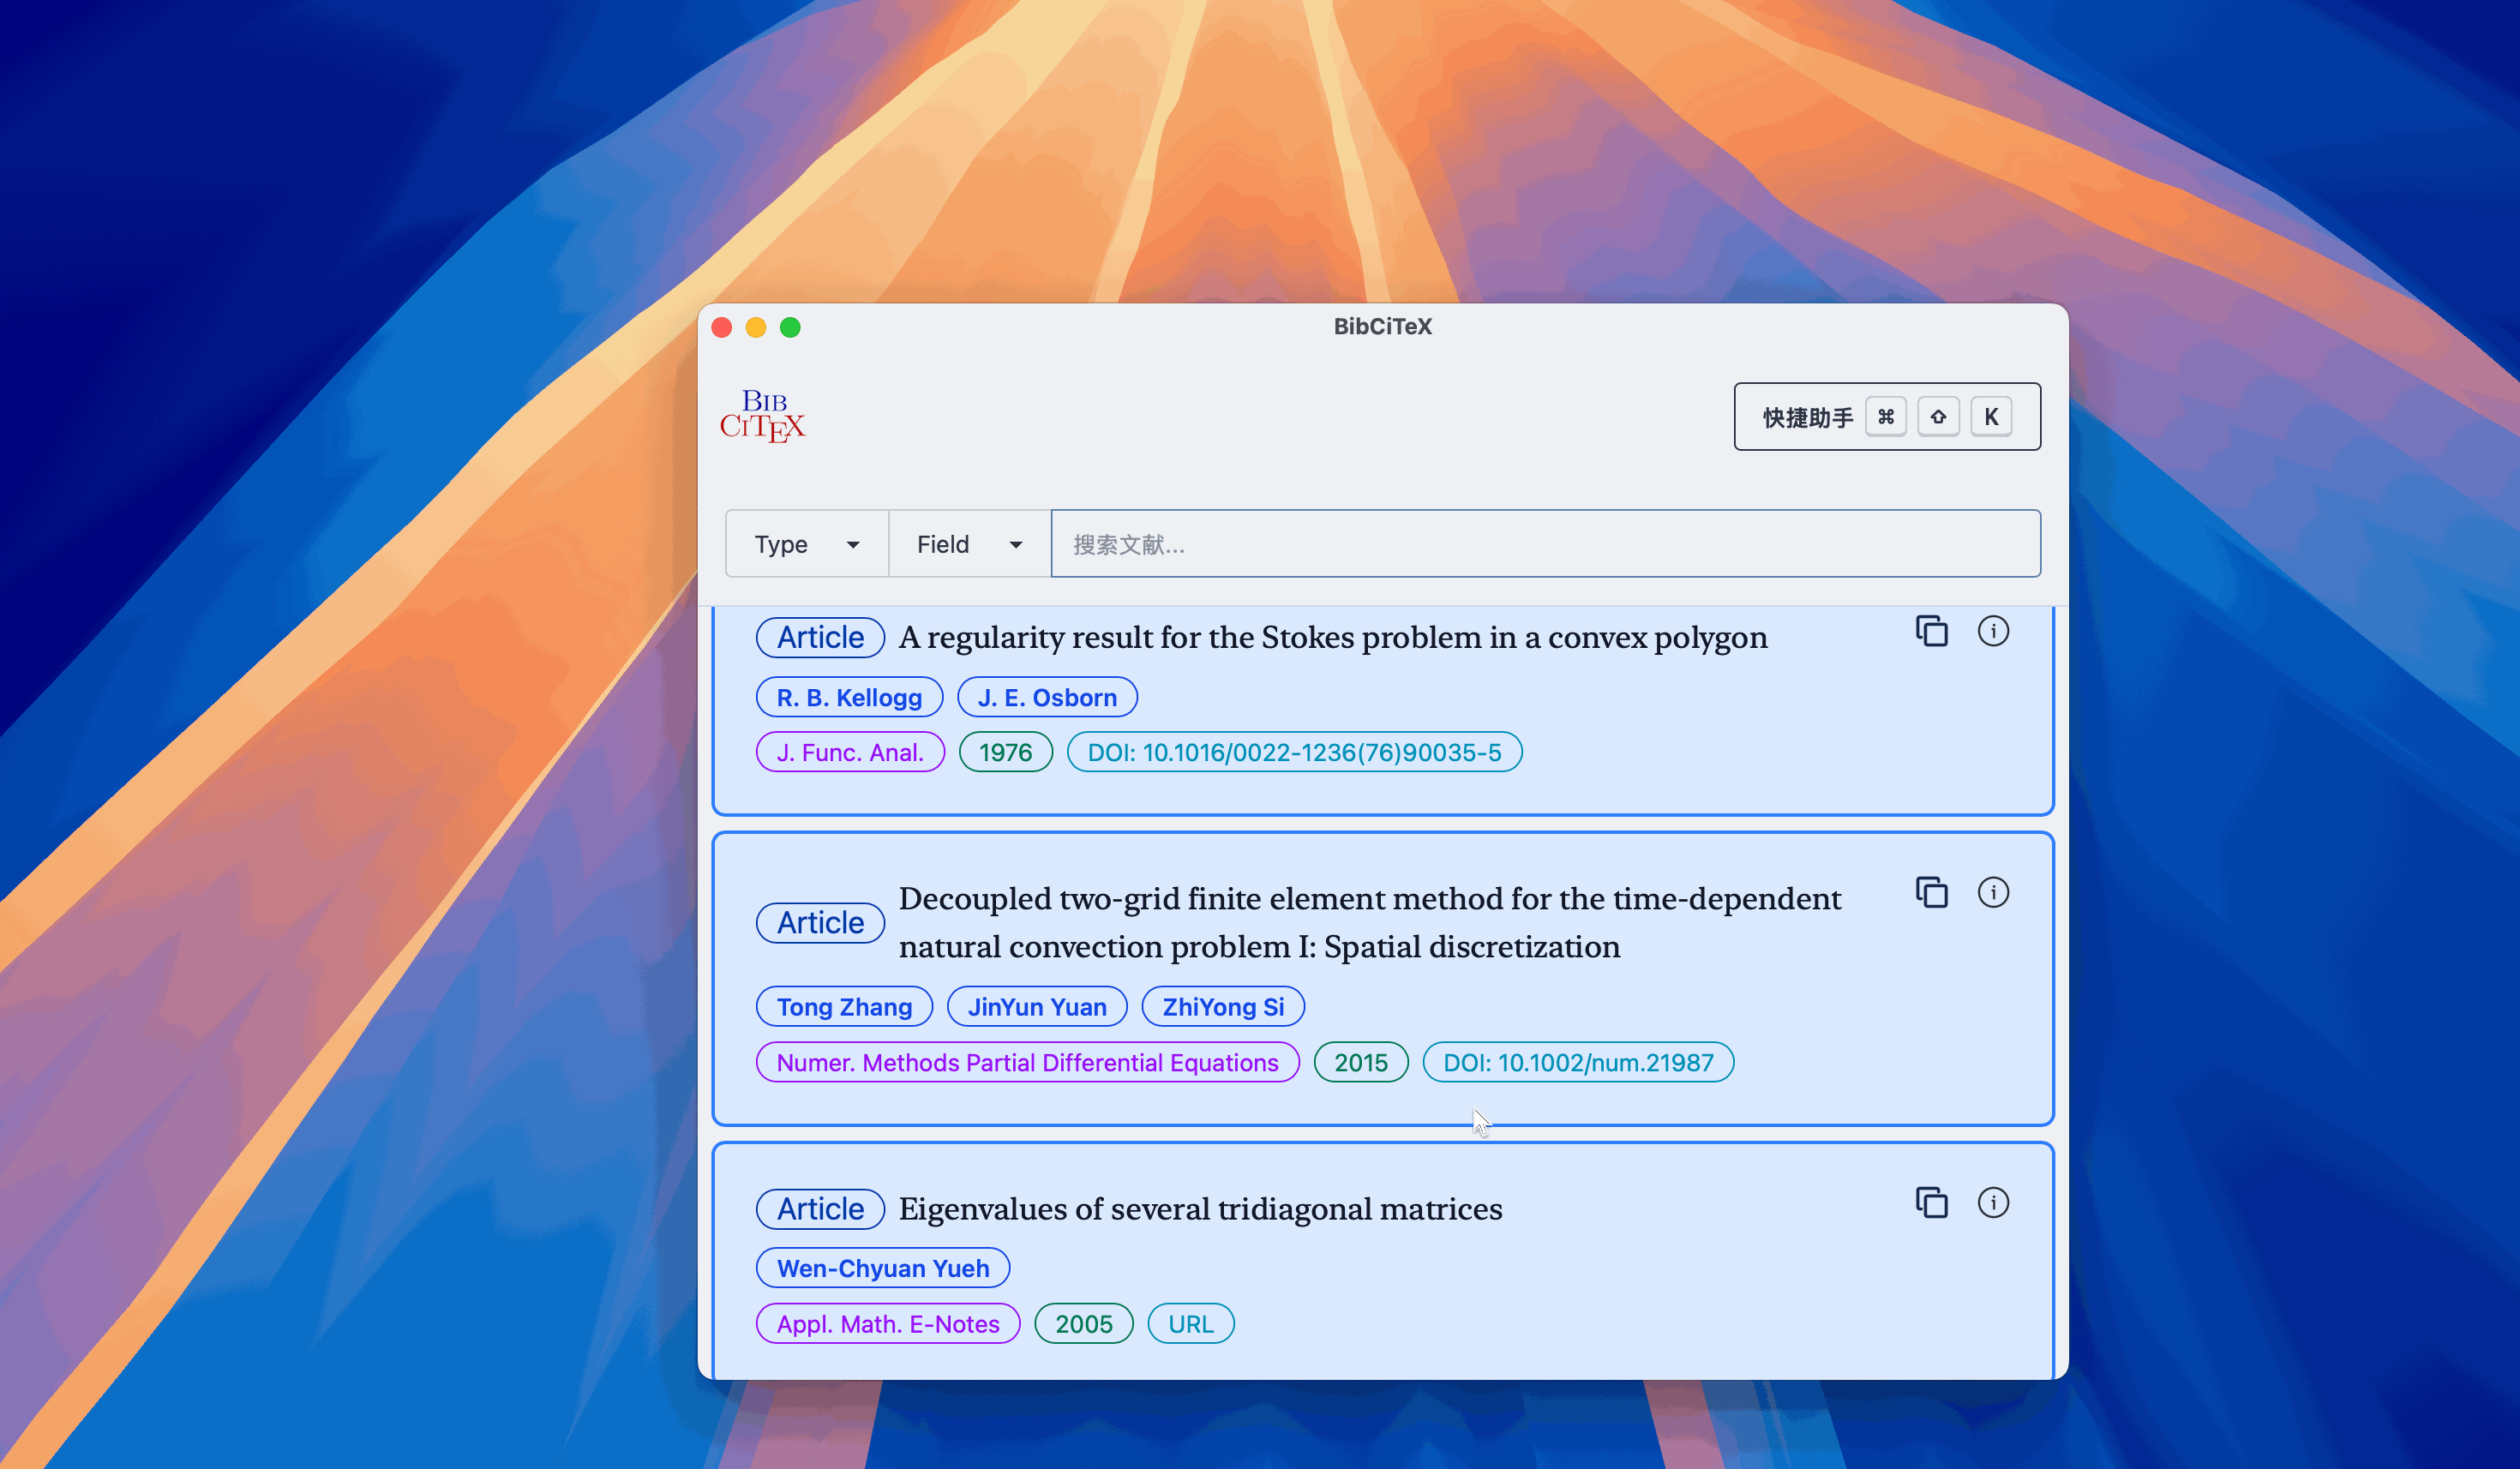 BibCiTeX
BIB
CITEX
快捷助手 ⌘ ⇧ K
Type Field 搜索文献...
Article A regularity result for the Stokes problem in a convex polygon
R. B. Kellogg J. E. Osborn
J. Func. Anal. 1976 DOI: 10.1016/0022-1236(76)90035-5
Article Decoupled two-grid finite element method for the time-dependent
natural convection problem I: Spatial discretization
Tong Zhang JinYun Yuan ZhiYong Si
Numer. Methods Partial Differential Equations 2015 DOI: 10.1002/num.21987
Article Eigenvalues of several tridiagonal matrices
Wen-Chyuan Yueh
Appl. Math. E-Notes 2005 URL